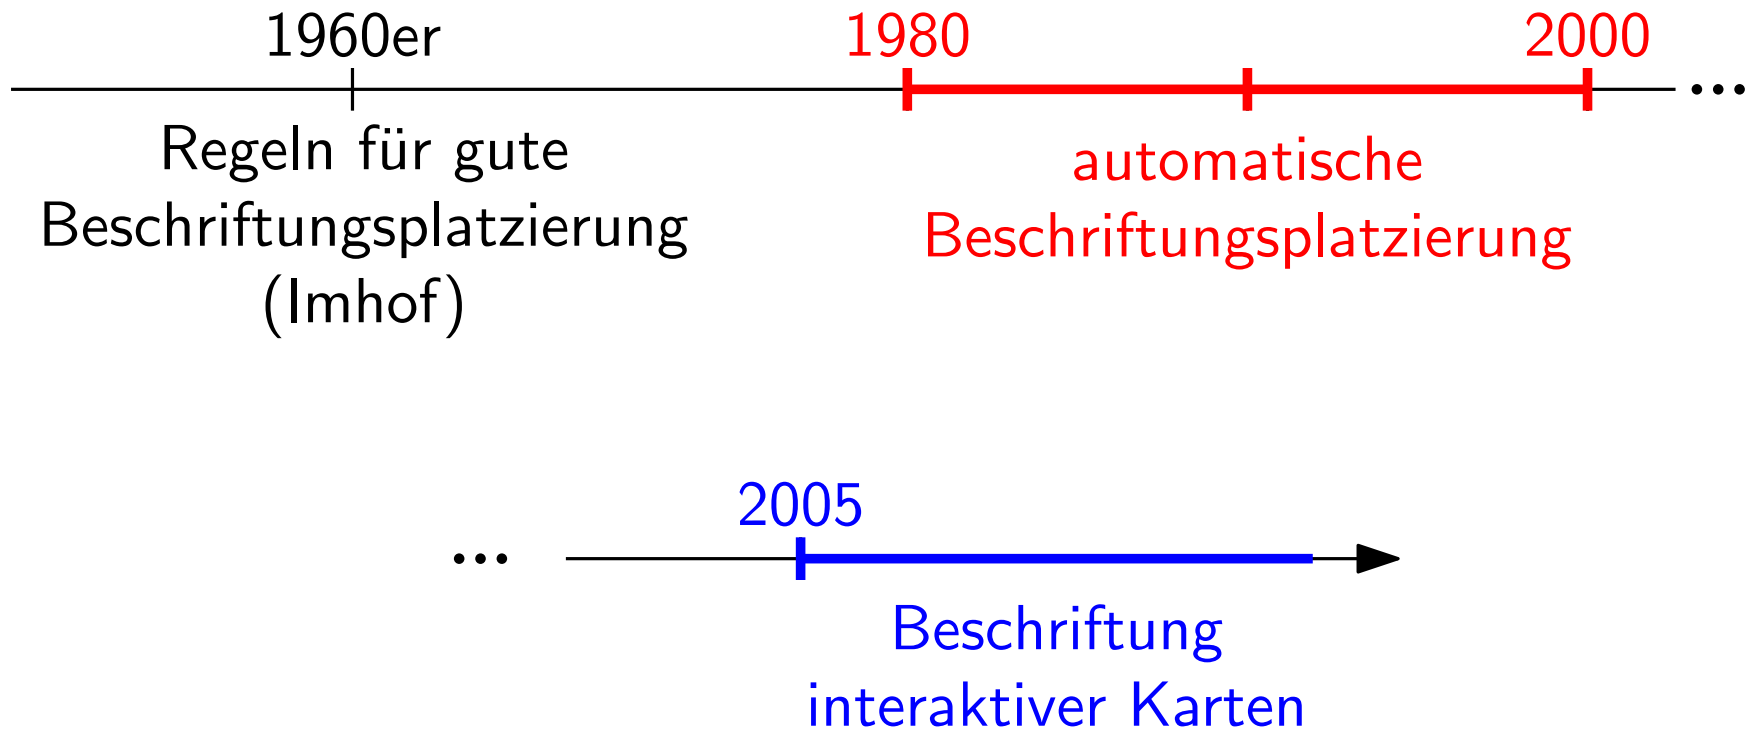 1960er
1980
2000
...
Regeln für gute
Beschriftungsplatzierung
(Imhof)
automatische
Beschriftungsplatzierung
...
2005
Beschriftung
interaktiver Karten